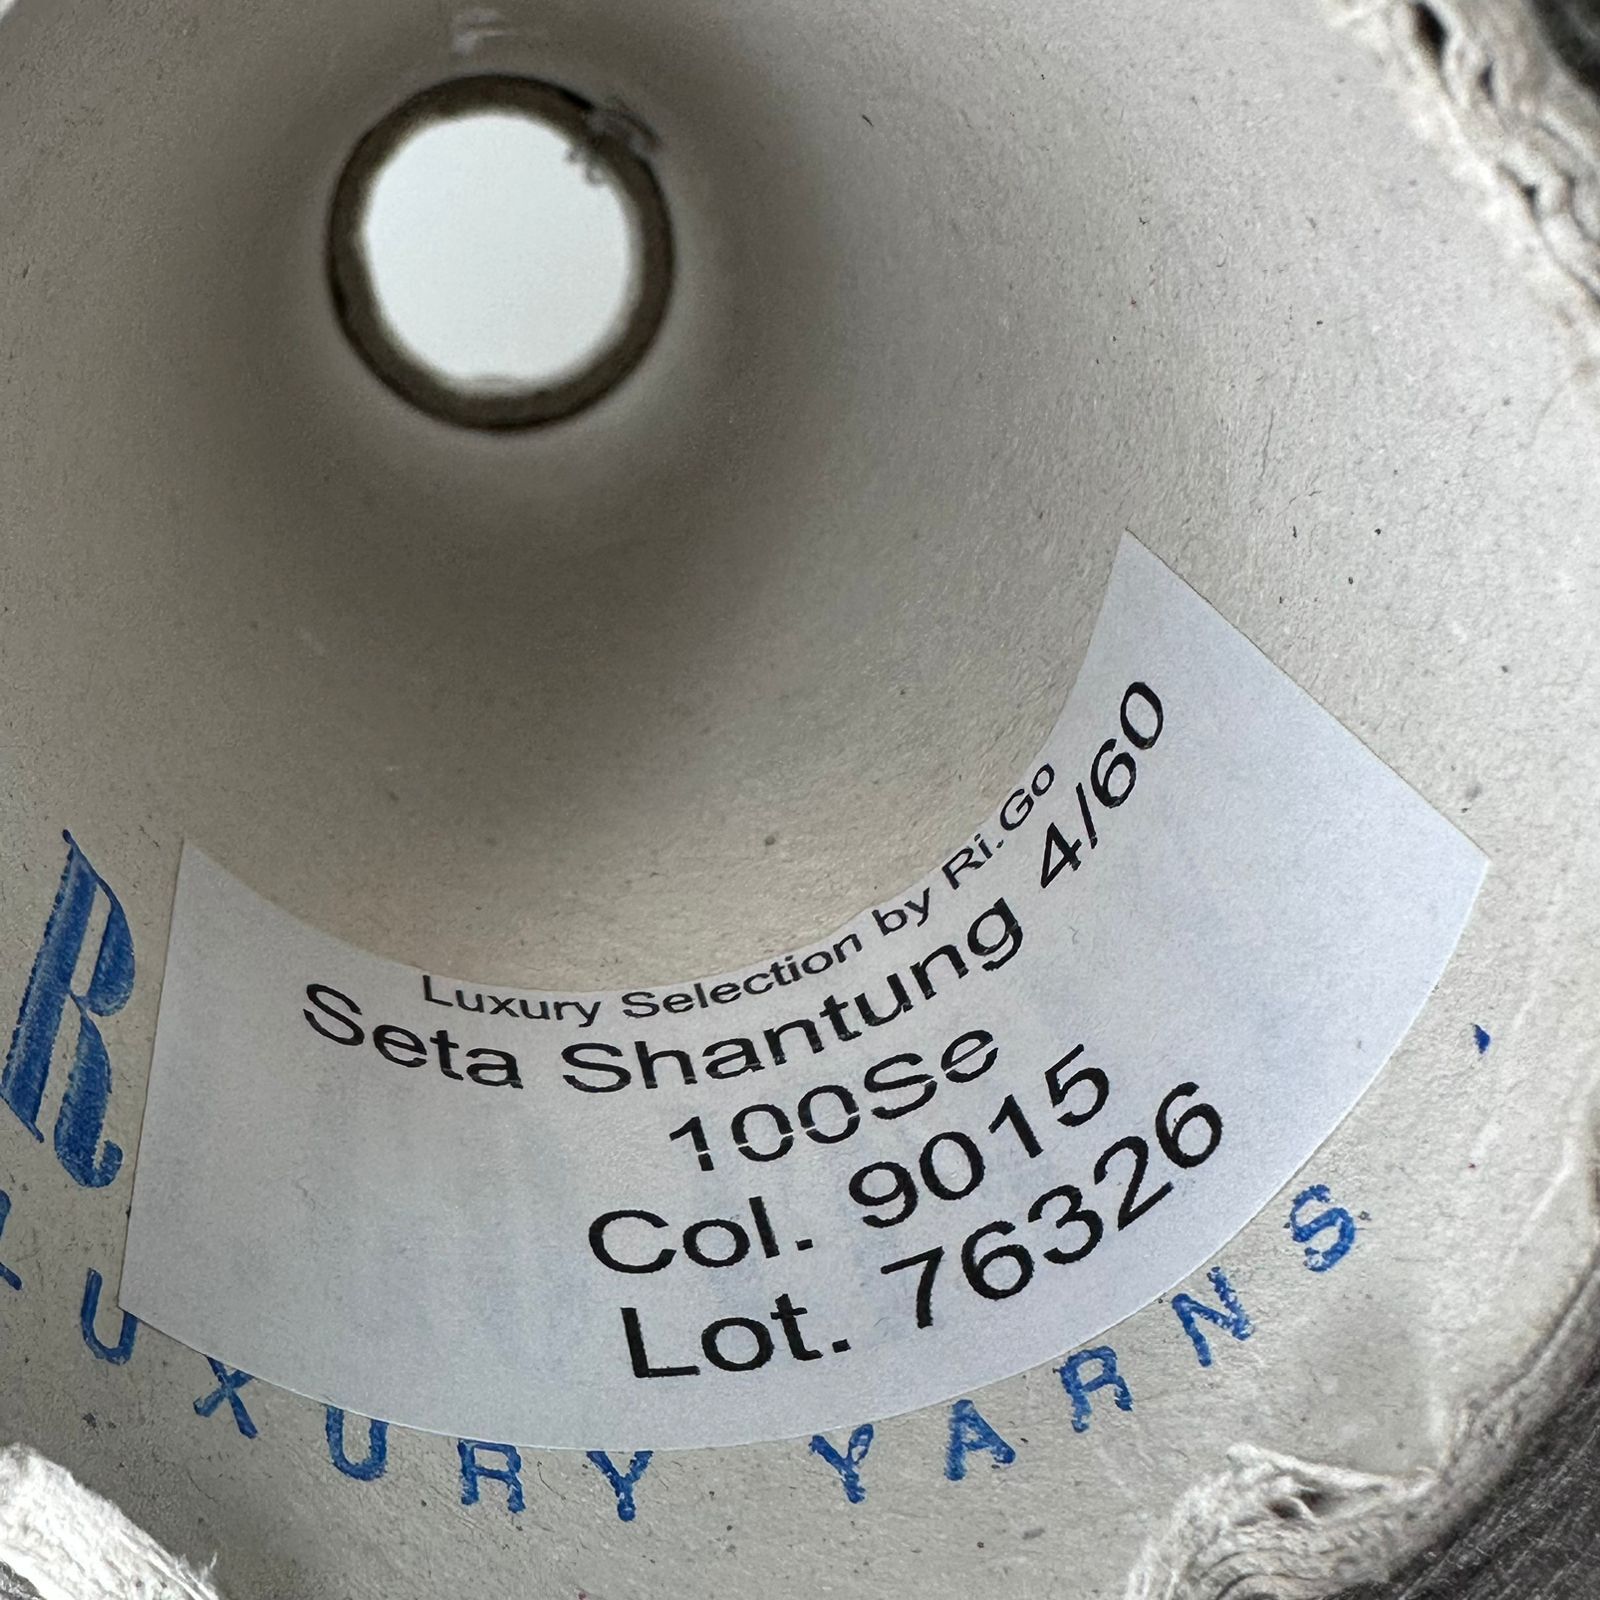 Luxury Selection by Ri.Go
Seta Shantung 4/60
100Se
Col. 9015
Lot. 76326
R
LUXURY YARNS